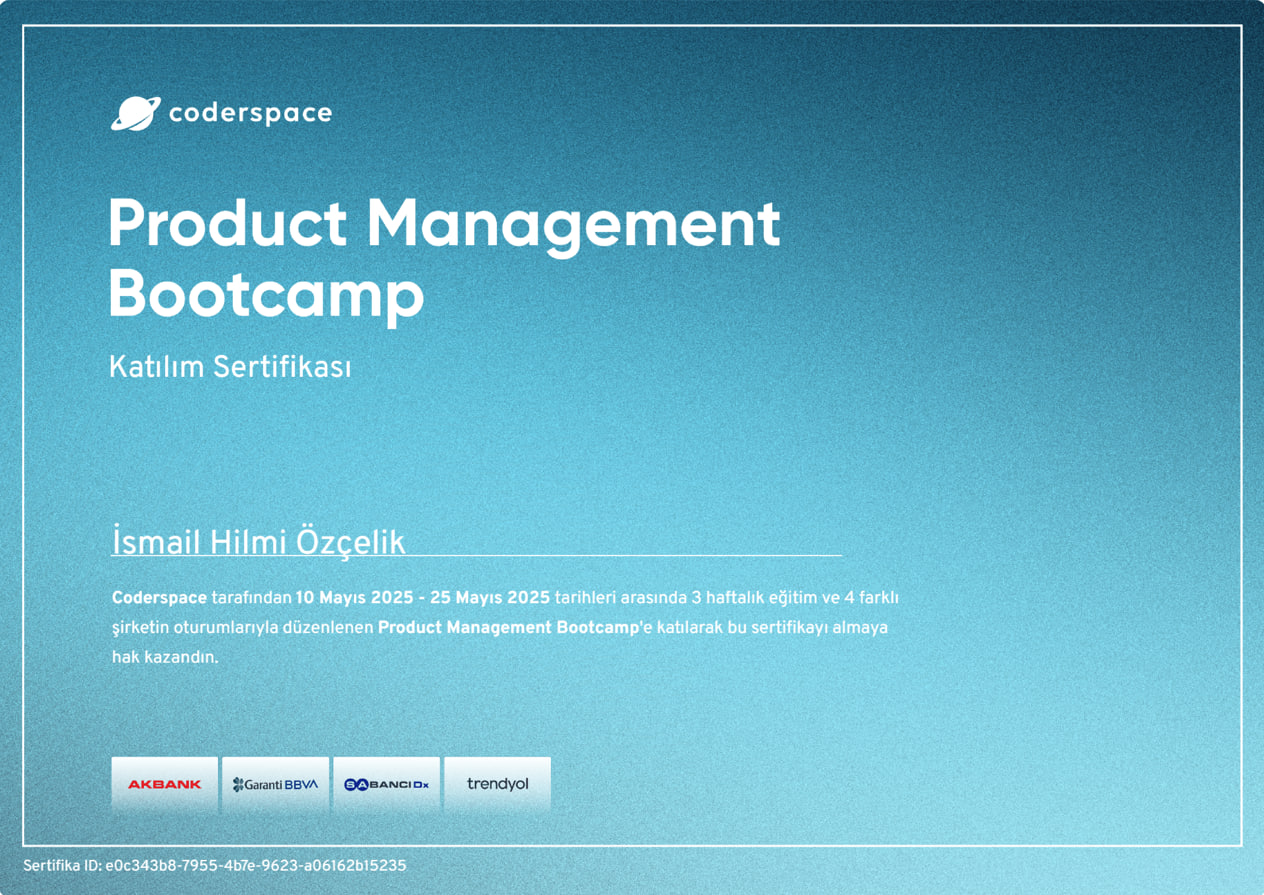 coderspace
Product Management
Bootcamp
Katılım Sertifikası
İsmail Hilmi Özçelik
Coderspace tarafından 10 Mayıs 2025 - 25 Mayıs 2025 tarihleri arasında 3 haftalık eğitim ve 4 farklı
şirketin oturumlarıyla düzenlenen Product Management Bootcamp'e katılarak bu sertifikayı almaya
hak kazandın.
AKBANK Garanti BBVA SABANCI Dx trendyol
Sertifika ID: e0c343b8-7955-4b7e-9623-a06162b15235